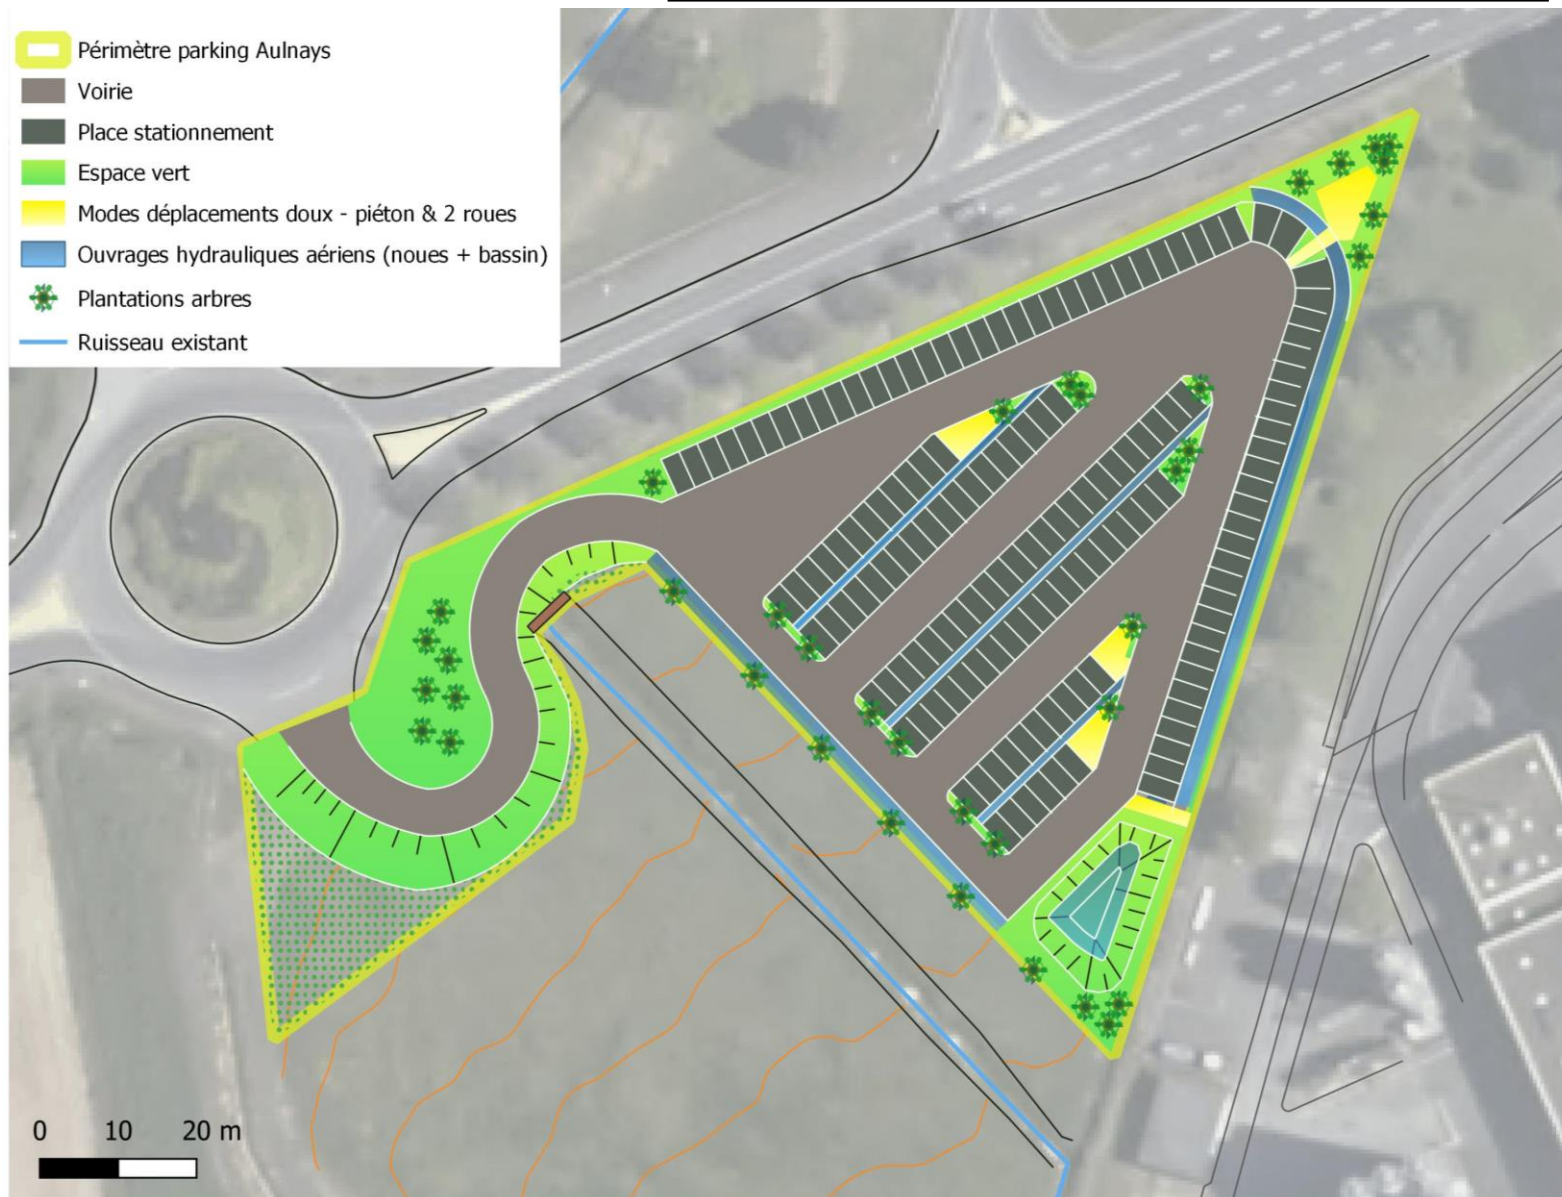 Périmètre parking Aulnays
Voirie
Place stationnement
Espace vert
Modes déplacements doux - piéton & 2 roues
Ouvrages hydrauliques aériens (noues + bassin)
Plantations arbres
Ruisseau existant
0 10 20 m